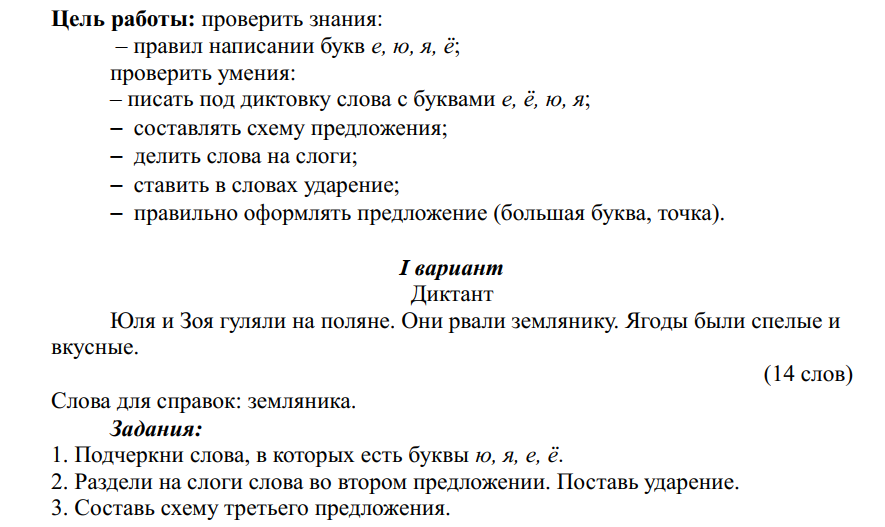 Цель работы: проверить знания:
– правил написании букв е, ю, я, ё;
проверить умения:
– писать под диктовку слова с буквами е, ё, ю, я;
– составлять схему предложения;
– делить слова на слоги;
– ставить в словах ударение;
– правильно оформлять предложение (большая буква, точка).
I вариант
Диктант
Юля и Зоя гуляли на поляне. Они рвали землянику. Ягоды были спелые и
вкусные.
(14 слов)
Слова для справок: земляника.
Задания:
1. Подчеркни слова, в которых есть буквы ю, я, е, ё.
2. Раздели на слоги слова во втором предложении. Поставь ударение.
3. Составь схему третьего предложения.